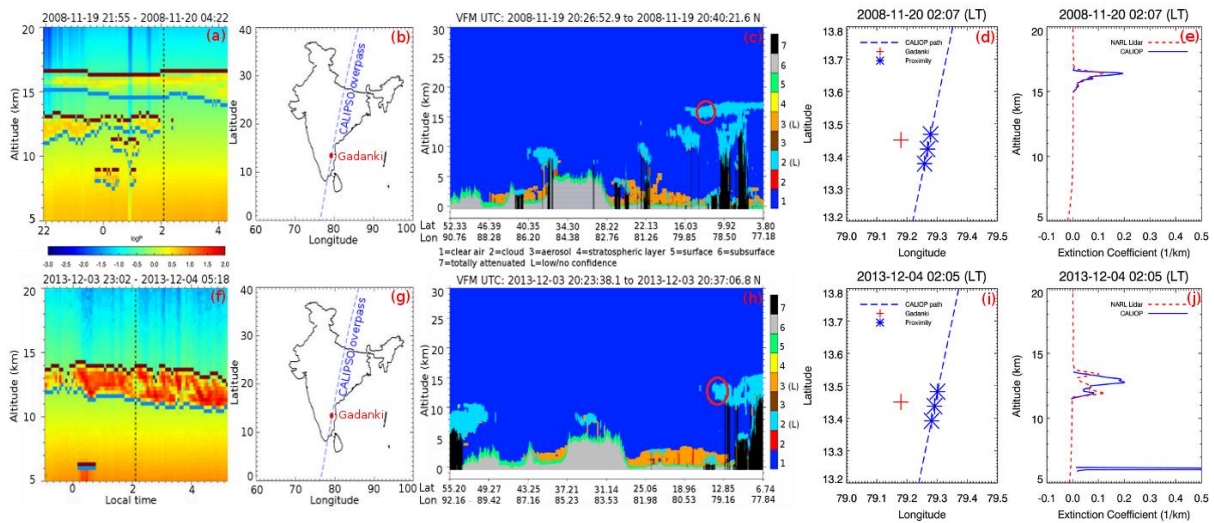 2008-11-19 21:55 - 2008-11-20 04:22
VFM UTC: 2008-11-19 20:26:52.9 to 2008-11-19 20:40:21.6 N
2008-11-20 02:07 (LT)
2008-11-20 02:07 (LT)
(a)
(b)
(c)
(d)
(e)
20
15
10
5
Altitude (km)
22 0 2 4
log^P
-3.0 -2.5 -2.0 -1.5 -1.0 -0.5 0.0 0.5 1.0 1.5 2.0
40
30
20
10
0
Latitude
CALIPSO overpass
Gadanki
60 70 80 90 100
Longitude
30
25
20
15
10
5
0
Altitude (km)
7
6
5
4
3 (L)
3
2 (L)
2
1
Lat 52.33 46.39 40.35 34.24 28.22 22.13 16.03 9.92 3.80
Lon 90.76 88.28 86.20 84.38 82.76 81.26 79.85 78.50 77.18
1=clear air 2=cloud 3=aerosol 4=stratospheric layer 5=surface 6=subsurface
7=totally attenuated L=low/no confidence
13.8
13.7
13.6
13.5
13.4
13.3
13.2
Latitude
CALIOP path
Gadanki
Proximity
79.0 79.1 79.2 79.3 79.4 79.5
Longitude
20
15
10
5
Altitude (km)
NARL Lidar
CALIOP
-0.1 0.0 0.1 0.2 0.3 0.4 0.5
Extinction Coefficient (1/km)
2013-12-03 23:02 - 2013-12-04 05:18
VFM UTC: 2013-12-03 20:23:38.1 to 2013-12-03 20:37:06.8 N
2013-12-04 02:05 (LT)
2013-12-04 02:05 (LT)
(f)
(g)
(h)
(i)
(j)
20
15
10
5
Altitude (km)
0 2 4
Local time
40
30
20
10
0
Latitude
CALIPSO overpass
Gadanki
60 70 80 90 100
Longitude
30
25
20
15
10
5
0
Altitude (km)
7
6
5
4
3 (L)
3
2 (L)
2
1
Lat 55.20 49.27 43.26 37.21 31.13 25.06 18.96 12.85 6.74
Lon 92.16 89.42 87.16 35.23 83.53 81.98 80.53 79.16 77.84
13.8
13.7
13.6
13.5
13.4
13.3
13.2
Latitude
CALIOP path
Gadanki
Proximity
79.0 79.1 79.2 79.3 79.4 79.5
Longitude
20
15
10
5
Altitude (km)
NARL Lidar
CALIOP
-0.1 0.0 0.1 0.2 0.3 0.4 0.5
Extinction Coefficient (1/km)